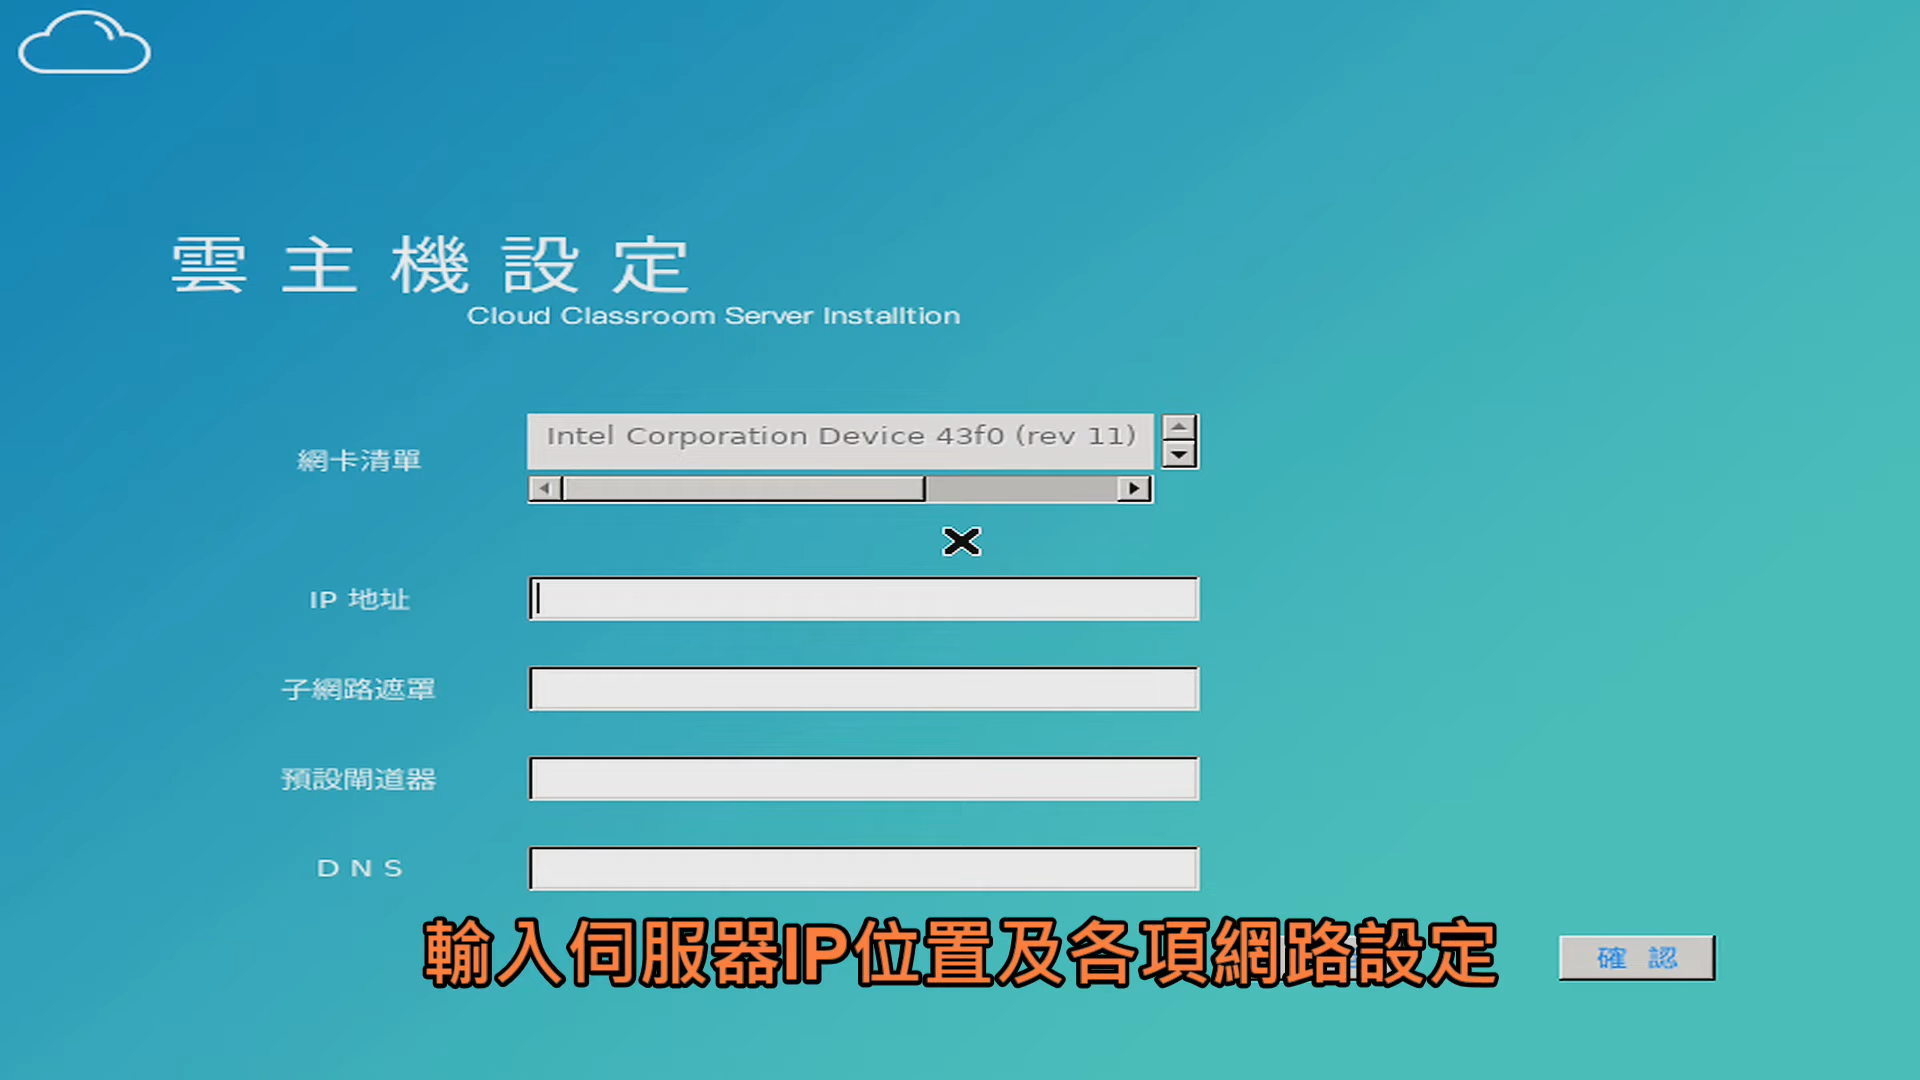 雲主機設定
Cloud Classroom Server Installtion
網卡清單
Intel Corporation Device 43f0 (rev 11)
IP 地址
子網路遮罩
預設閘道器
DNS
輸入伺服器IP位置及各項網路設定
確認